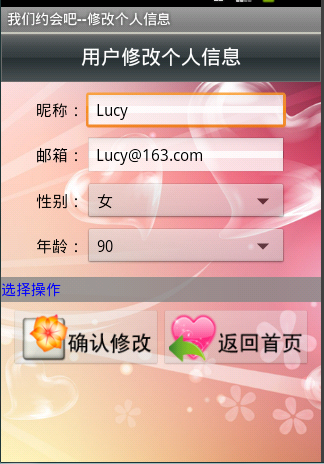 我们约会吧--修改个人信息
用户修改个人信息
昵称： Lucy
邮箱： Lucy@163.com
性别： 女
年龄： 90
选择操作
确认修改 返回首页